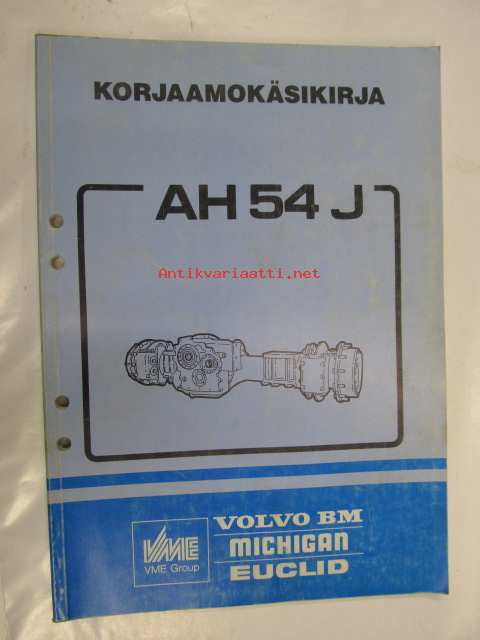 KORJAAMOKÄSIKIRJA
AH 54 J
Antikvariaatti.net
VME
VME Group
VOLVO BM
MICHIGAN
EUCLID